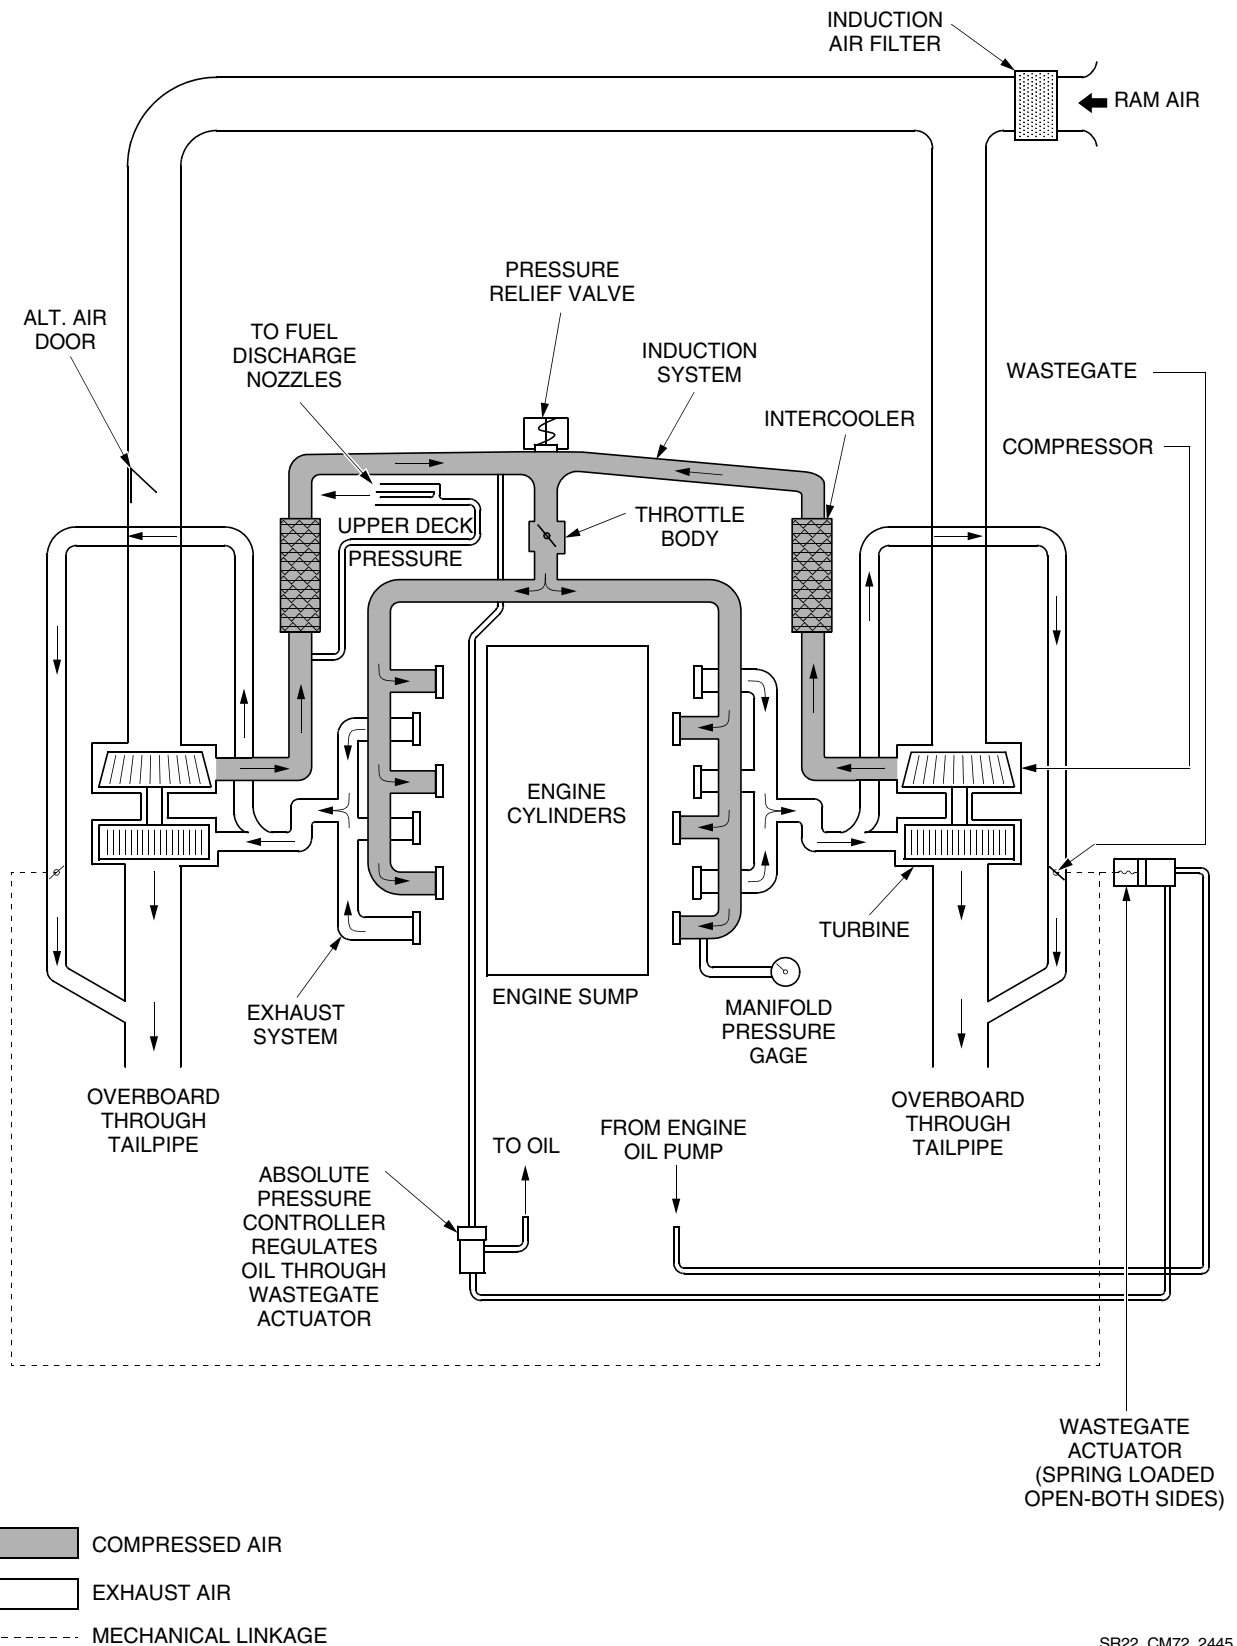 INDUCTION
AIR FILTER
RAM AIR
PRESSURE
RELIEF VALVE
ALT. AIR
DOOR
TO FUEL
DISCHARGE
NOZZLES
INDUCTION
SYSTEM
WASTEGATE
INTERCOOLER
COMPRESSOR
THROTTLE
BODY
UPPER DECK
PRESSURE
ENGINE
CYLINDERS
TURBINE
ENGINE SUMP
EXHAUST
SYSTEM
MANIFOLD
PRESSURE
GAGE
OVERBOARD
THROUGH
TAILPIPE
OVERBOARD
THROUGH
TAILPIPE
TO OIL
FROM ENGINE
OIL PUMP
ABSOLUTE
PRESSURE
CONTROLLER
REGULATES
OIL THROUGH
WASTEGATE
ACTUATOR
WASTEGATE
ACTUATOR
(SPRING LOADED
OPEN-BOTH SIDES)
COMPRESSED AIR
EXHAUST AIR
MECHANICAL LINKAGE
SR22_CM72_2445